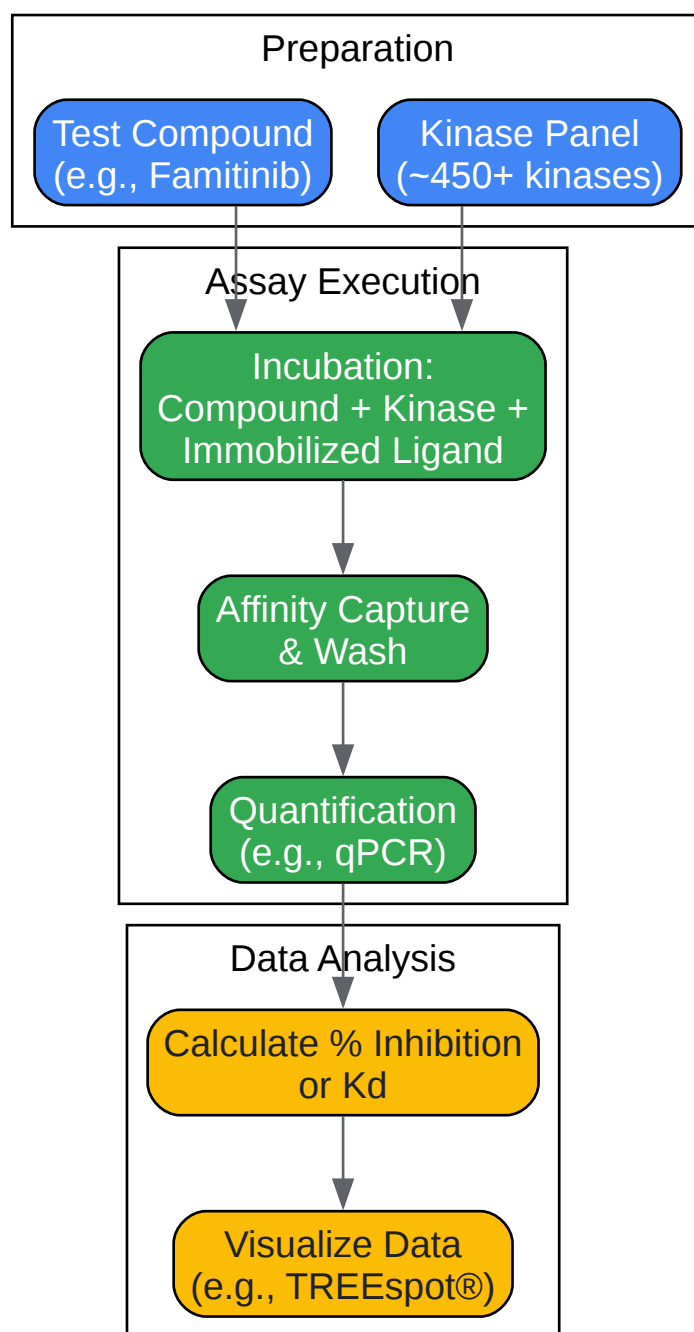 Preparation
Test Compound
(e.g., Famitinib)
Kinase Panel
(~450+ kinases)
Assay Execution
Incubation:
Compound + Kinase +
Immobilized Ligand
Affinity Capture
& Wash
Quantification
(e.g., qPCR)
Data Analysis
Calculate % Inhibition
or Kd
Visualize Data
(e.g., TREEspot®)